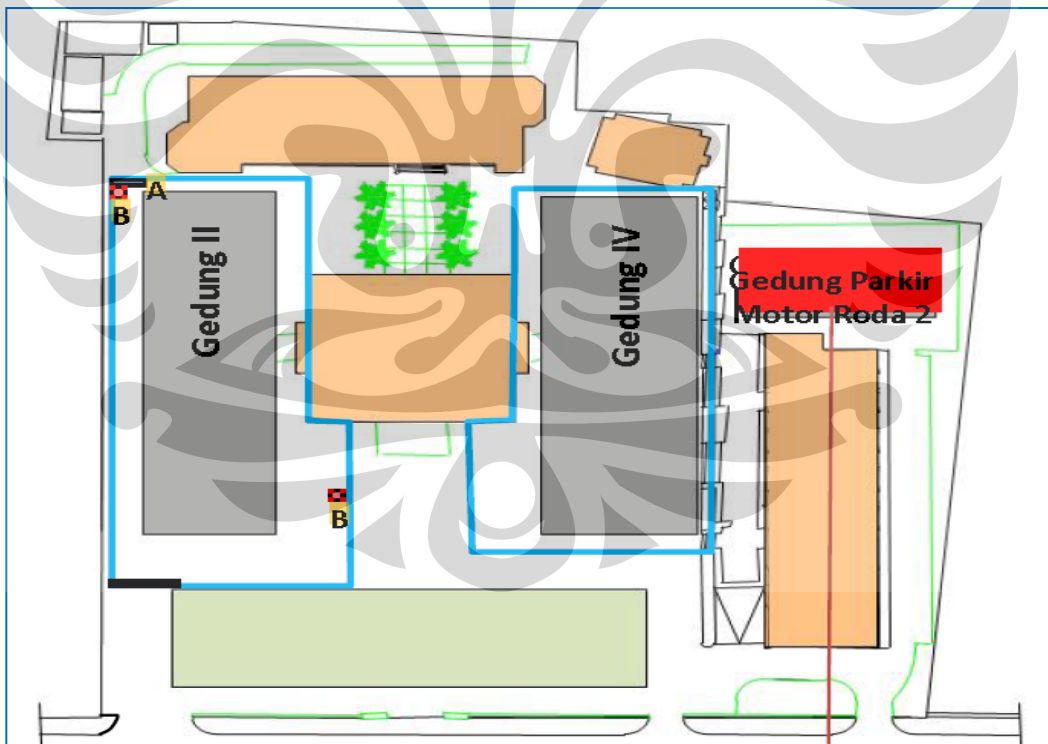 A
B
Gedung II
Gedung IV
Gedung Parkir
Motor Roda 2
B